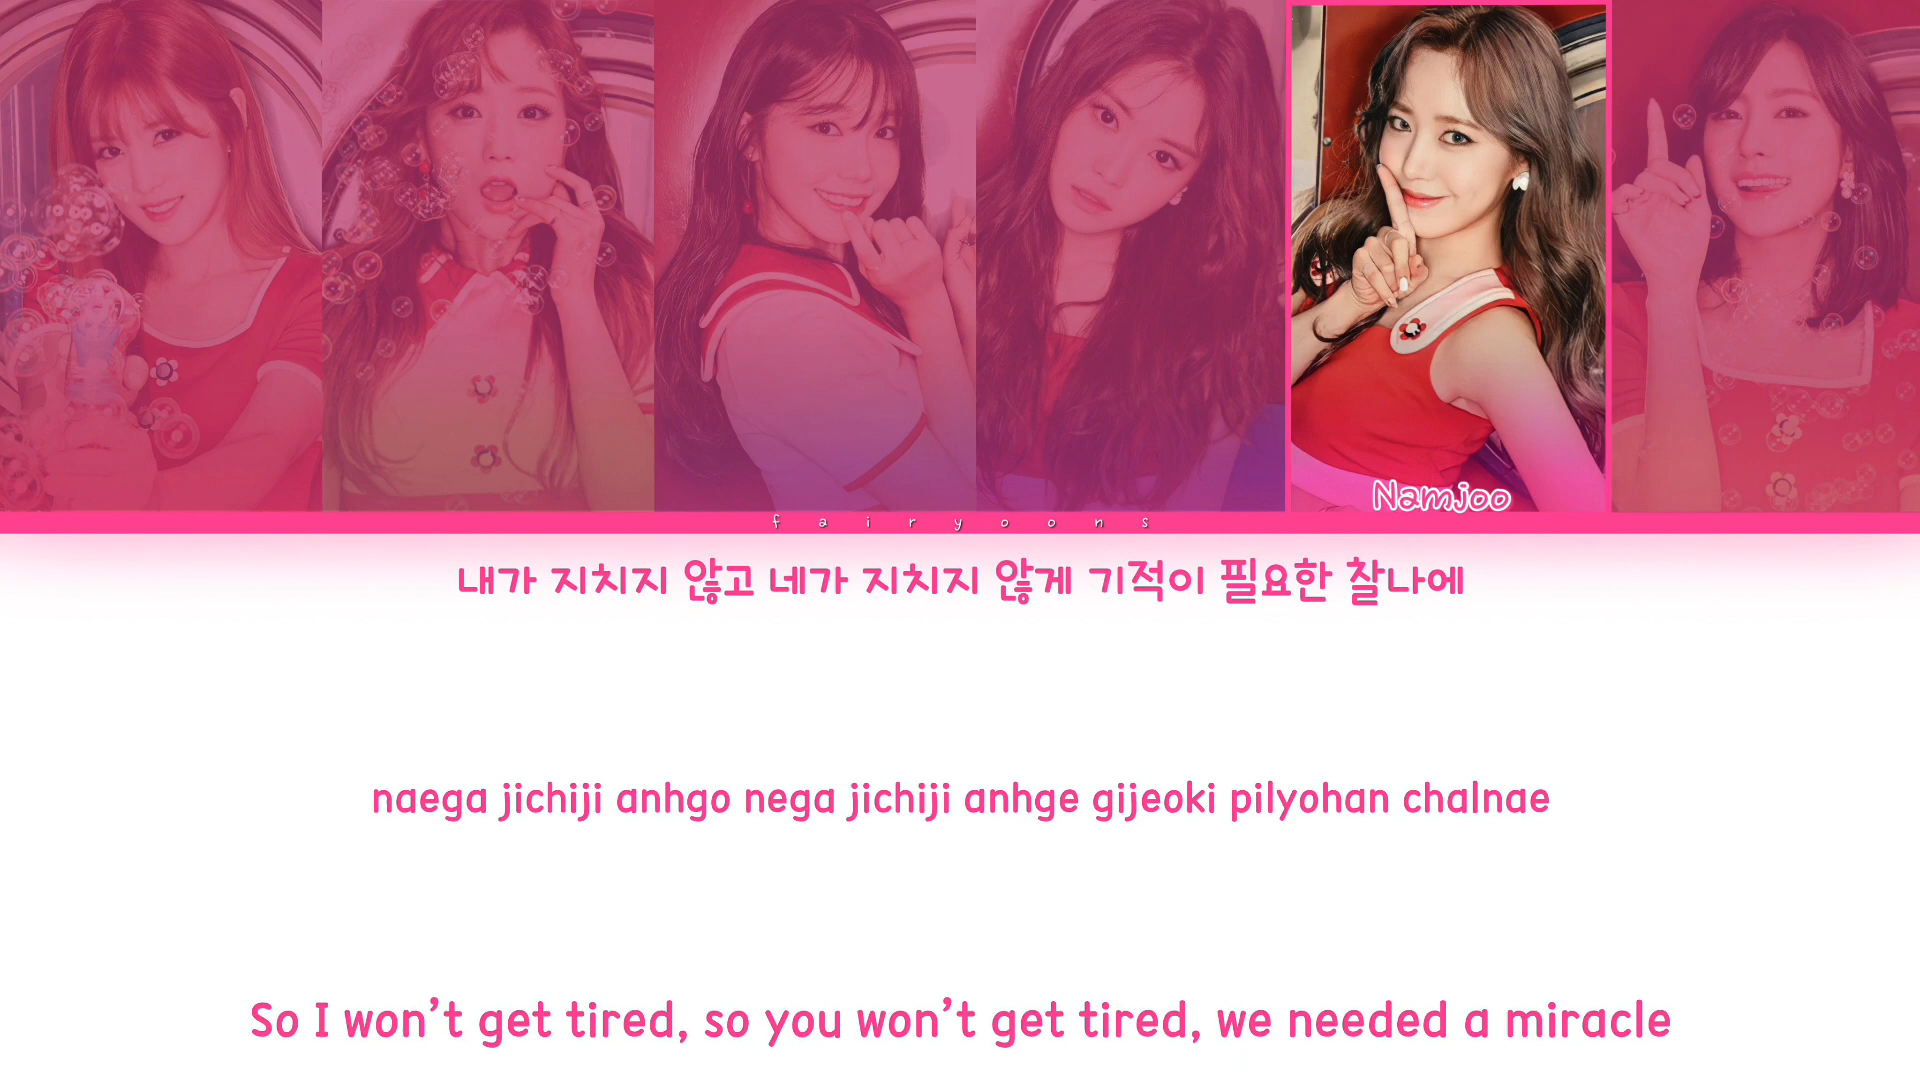 Namjoo
fairyoons
내가 지치지 않고 네가 지치지 않게 기적이 필요한 찰나에
naega jichiji anhgo nega jichiji anhge gijeoki pilyohan chalnae
So I won’t get tired, so you won’t get tired, we needed a miracle